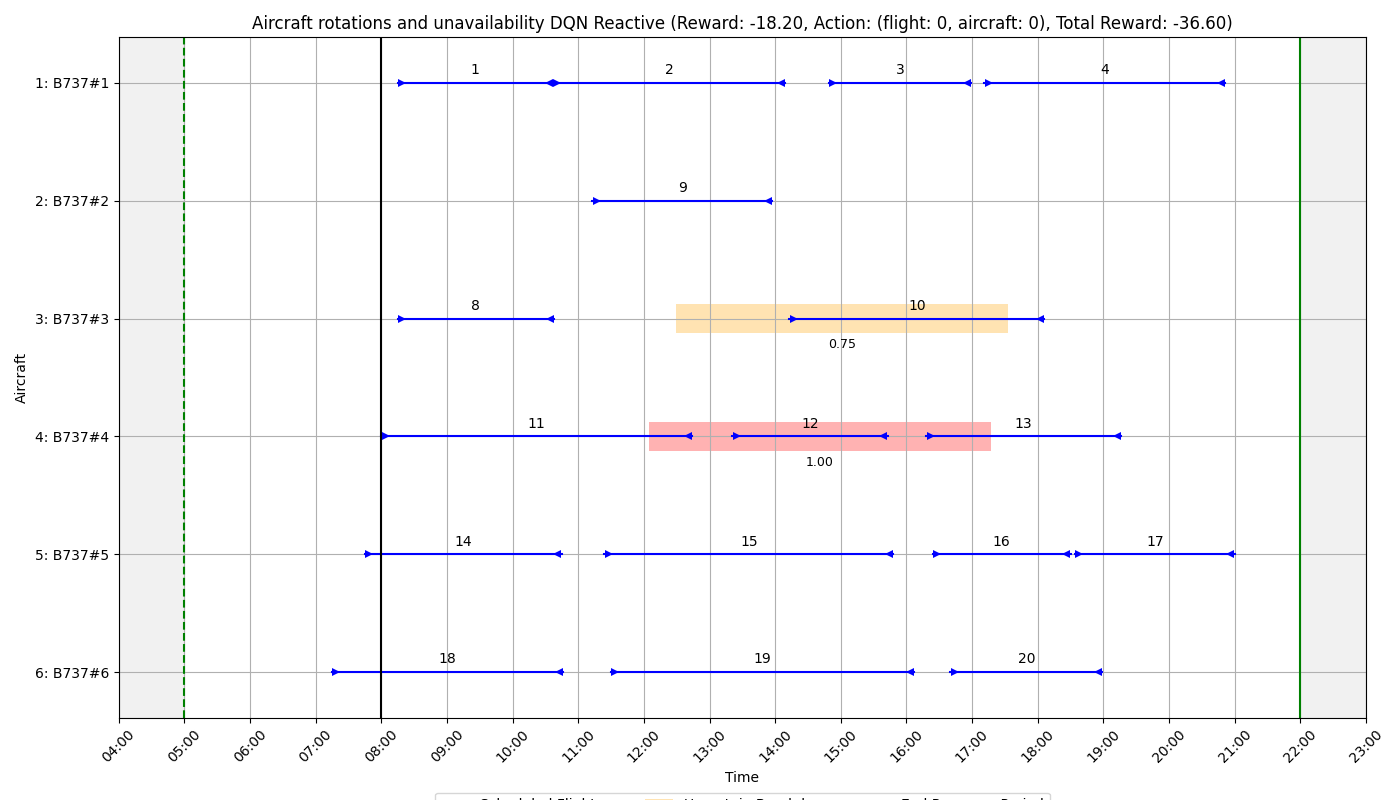 Aircraft rotations and unavailability DQN Reactive (Reward: -18.20, Action: (flight: 0, aircraft: 0), Total Reward: -36.60)
1: B737#1
1 2 3 4
2: B737#2
9
3: B737#3
8 10
0.75
4: B737#4
11 12 13
1.00
5: B737#5
14 15 16 17
6: B737#6
18 19 20
Aircraft
04:00 05:00 06:00 07:00 08:00 09:00 10:00 11:00 12:00 13:00 14:00 15:00 16:00 17:00 18:00 19:00 20:00 21:00 22:00 23:00
Time